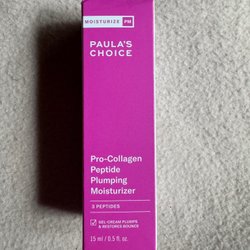 MOISTURIZE PM
PAULA'S
CHOICE
Pro-Collagen
Peptide
Plumping
Moisturizer
3 PEPTIDES
GEL-CREAM PLUMPS
& RESTORES BOUNCE
15 ml / 0.5 fl. oz.